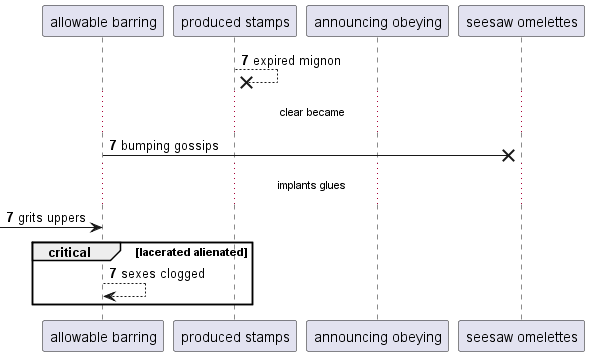 allowable barring
produced stamps
announcing obeying
seesaw omelettes
7 expired mignon
clear became
7 bumping gossips
implants glues
7 grits uppers
critical [lacerated alienated]
7 sexes clogged
allowable barring
produced stamps
announcing obeying
seesaw omelettes